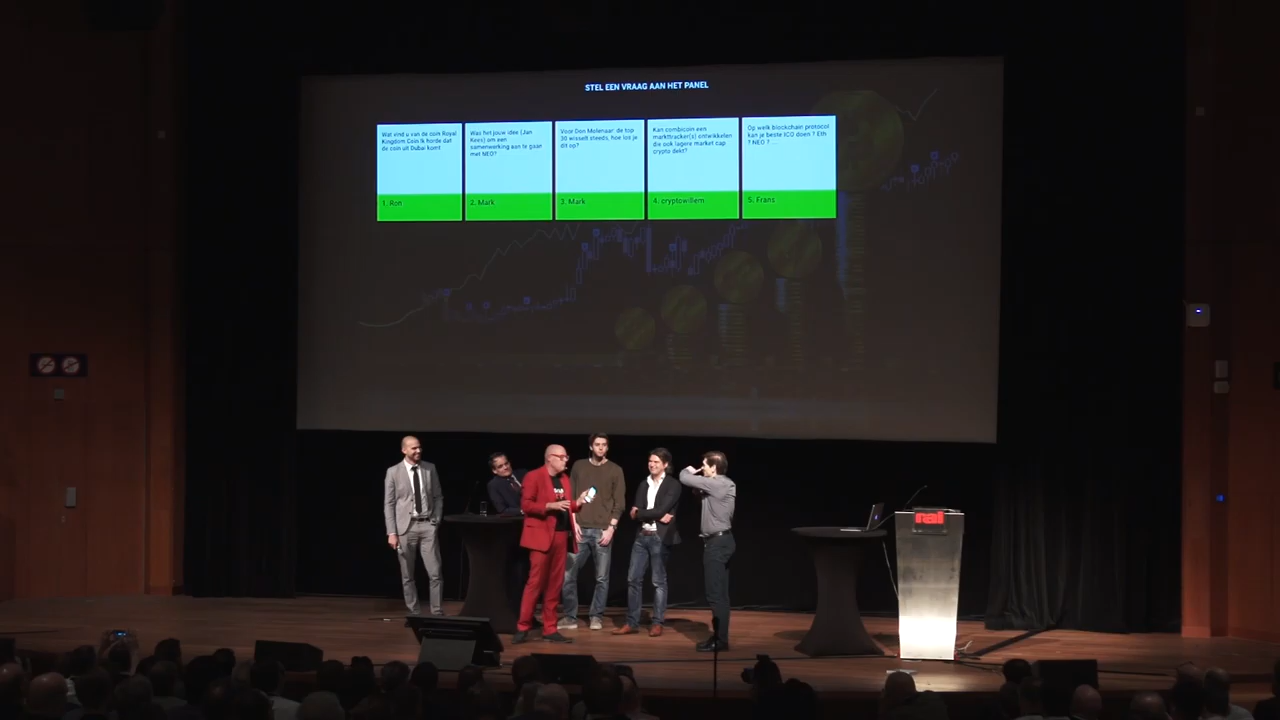 STEL EEN VRAAG AAN HET PANEL
Wat vind u van de coin Royal
Kingdom Coin Ik horde dat
de coin uit Dubai komt
1. Ron
Was het jouw idee (Jan
Kees) om een
samenwerking aan te gaan
met NEO?
2. Mark
Voor Don Molenaar: de top
30 wisselt steeds, hoe los je
dit op?
3. Mark
Kan combicoin een
markttracker(s) ontwikkelen
die ook lagere market cap
crypto dekt?
4. cryptowillem
Op welk blockchain protocol
kan je beste ICO doen ? Eth
? NEO ? ....
5. Frans
rai